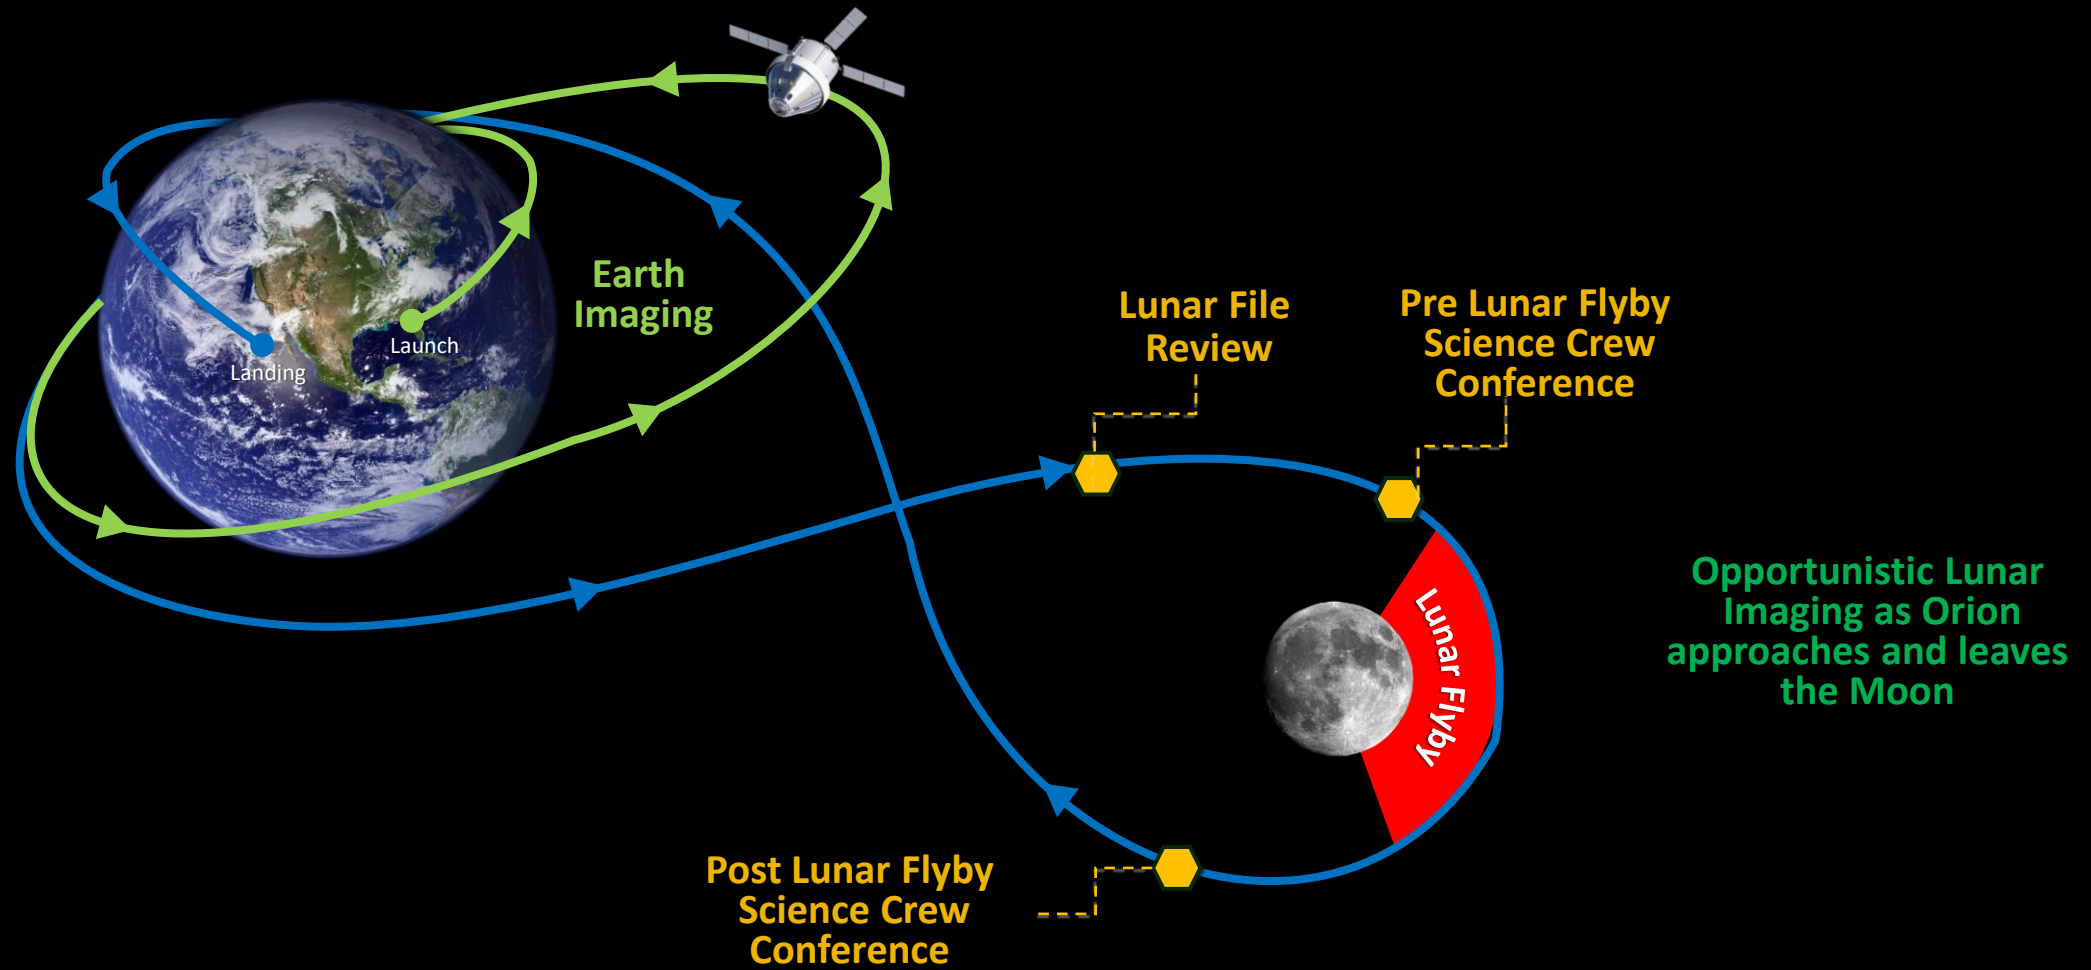 Earth
Imaging
Launch
Landing
Lunar File
Review
Pre Lunar Flyby
Science Crew
Conference
Lunar Flyby
Opportunistic Lunar
Imaging as Orion
approaches and leaves
the Moon
Post Lunar Flyby
Science Crew
Conference